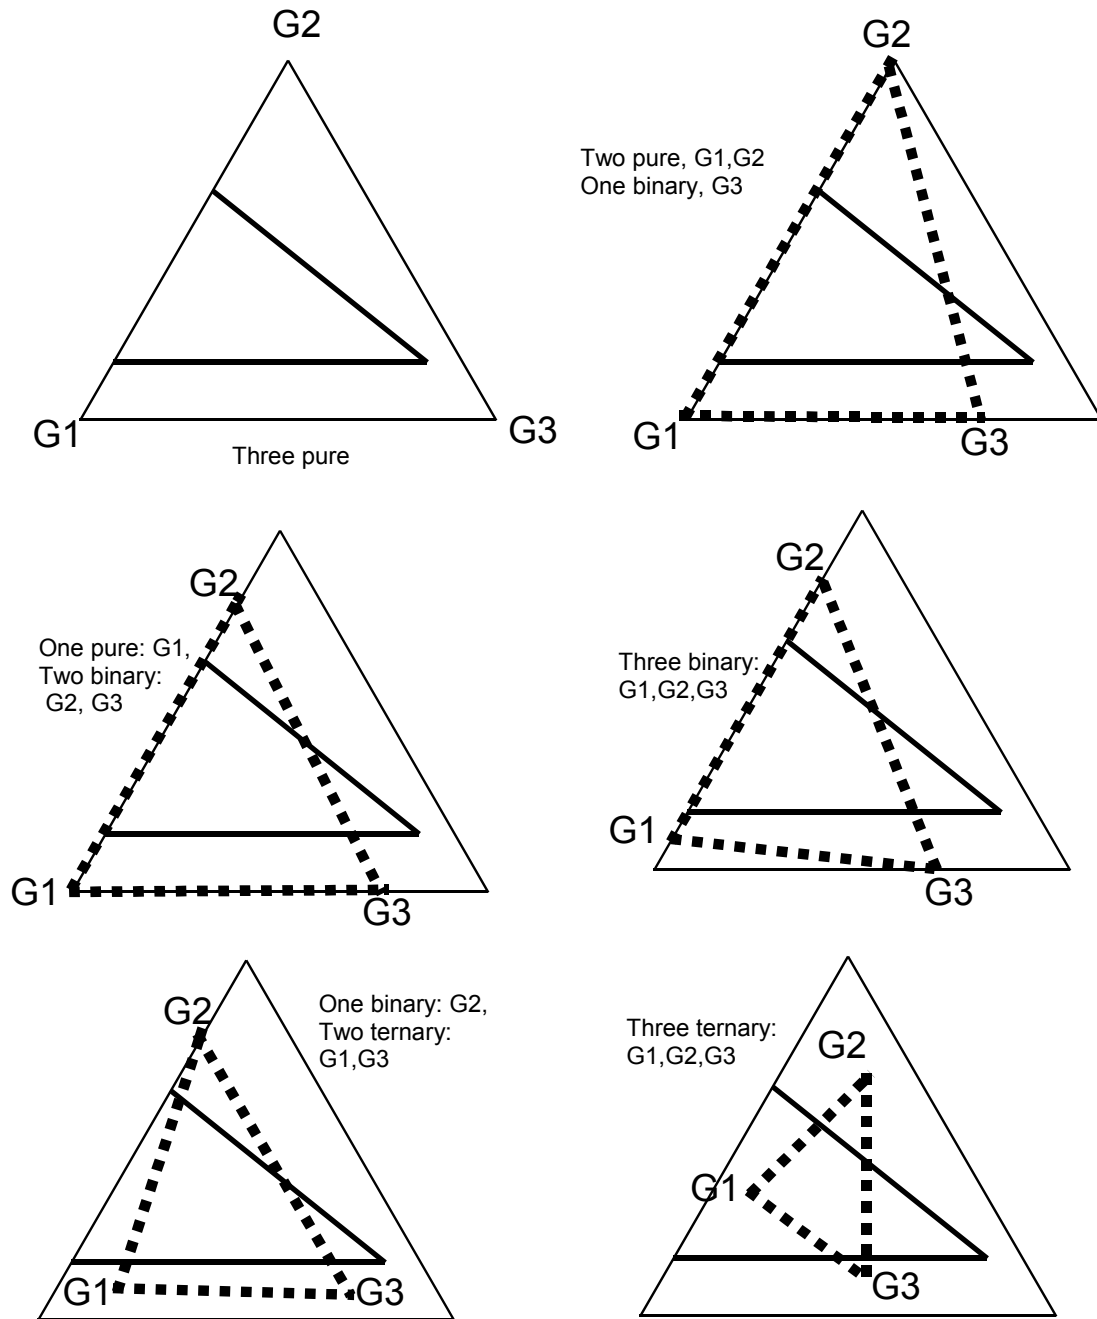 G2
G1
G3
Three pure
G2
Two pure, G1,G2
One binary, G3
G1
G3
G2
One pure: G1,
Two binary:
G2, G3
G1
G3
G2
Three binary:
G1,G2,G3
G1
G3
G2
One binary: G2,
Two ternary:
G1,G3
G1
G3
Three ternary:
G1,G2,G3
G2
G1
G3